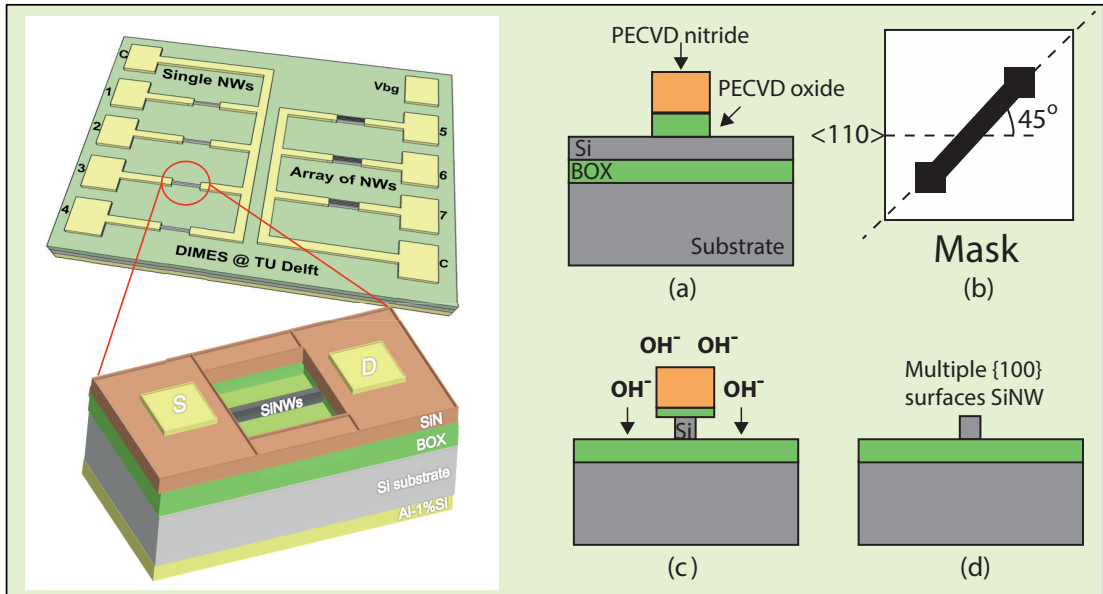 C
Single NWs
1
2
3
4
Vbg
5
Array of NWs
6
7
C
DIMES @ TU Delft
S
D
SiNWs
SiN
BOX
Si substrate
Al-1%Si
PECVD nitride
PECVD oxide
Si
BOX
Substrate
(a)
<110>
45°
Mask
(b)
OH⁻ OH⁻
OH⁻ OH⁻
Si
(c)
Multiple {100}
surfaces SiNW
(d)